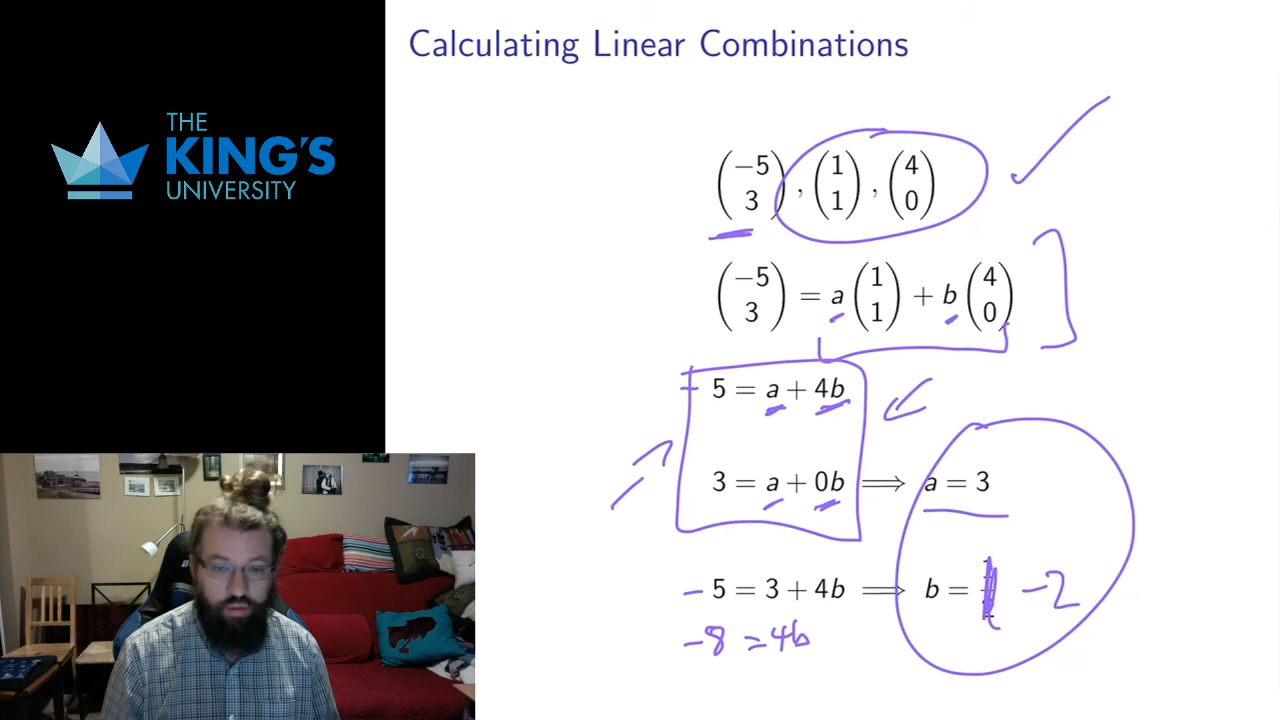 THE
KING'S
UNIVERSITY
Calculating Linear Combinations
(−5 3), (1 1), (4 0)
(−5 3) = a (1 1) + b (4 0)
− 5 = a + 4b
3 = a + 0b ⟹ a = 3
− 5 = 3 + 4b ⟹ b = −2
−8 = 4b